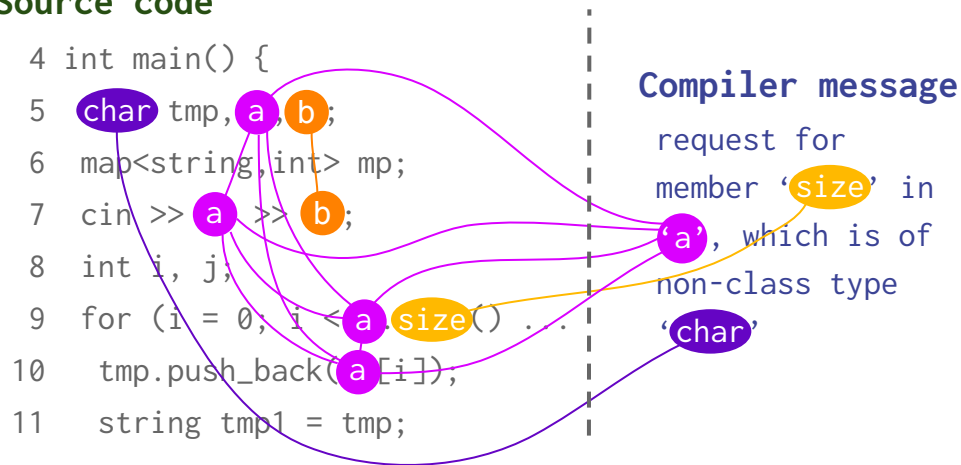 Source code
4 int main() {
5 char tmp,a,b;
6 map<string,int> mp;
7 cin >> a >> b;
8 int i, j;
9 for (i = 0; i < a.size() ...
10 tmp.push_back(a[i]);
11 string tmp1 = tmp;
Compiler message
request for
member ‘size’ in
‘a’, which is of
non-class type
‘char’